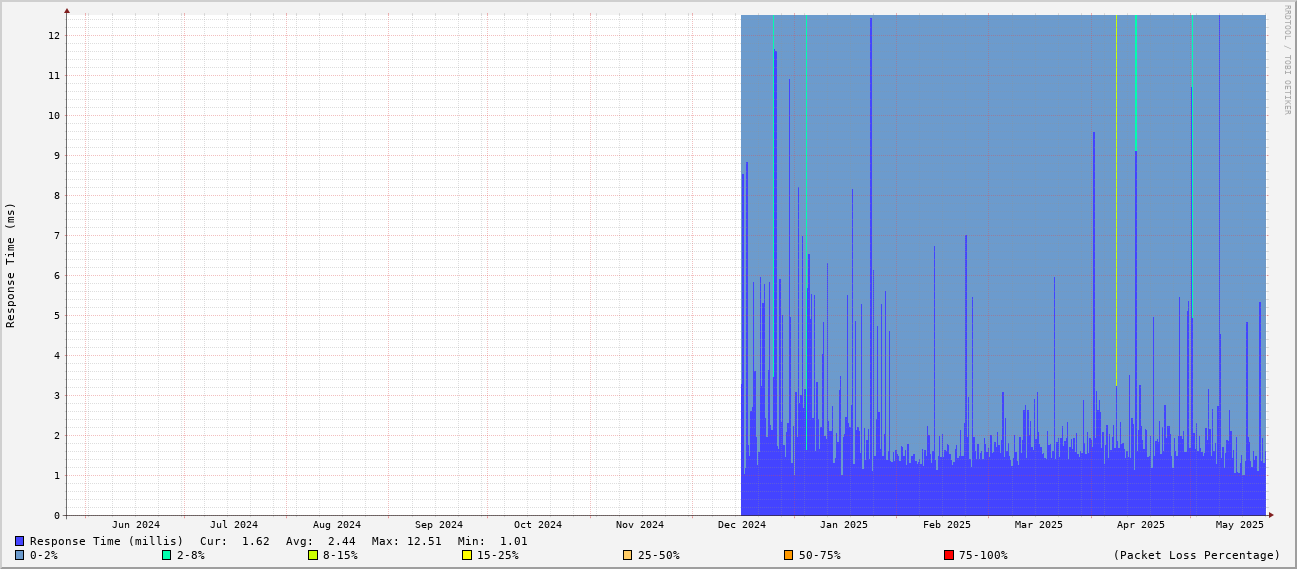 RRDTOOL / TOBI OETIKER
Response Time (ms)
12
11
10
9
8
7
6
5
4
3
2
1
0
Jun 2024 Jul 2024 Aug 2024 Sep 2024 Oct 2024 Nov 2024 Dec 2024 Jan 2025 Feb 2025 Mar 2025 Apr 2025 May 2025
Response Time (millis) Cur: 1.62 Avg: 2.44 Max: 12.51 Min: 1.01
0-2% 2-8% 8-15% 15-25% 25-50% 50-75% 75-100% (Packet Loss Percentage)